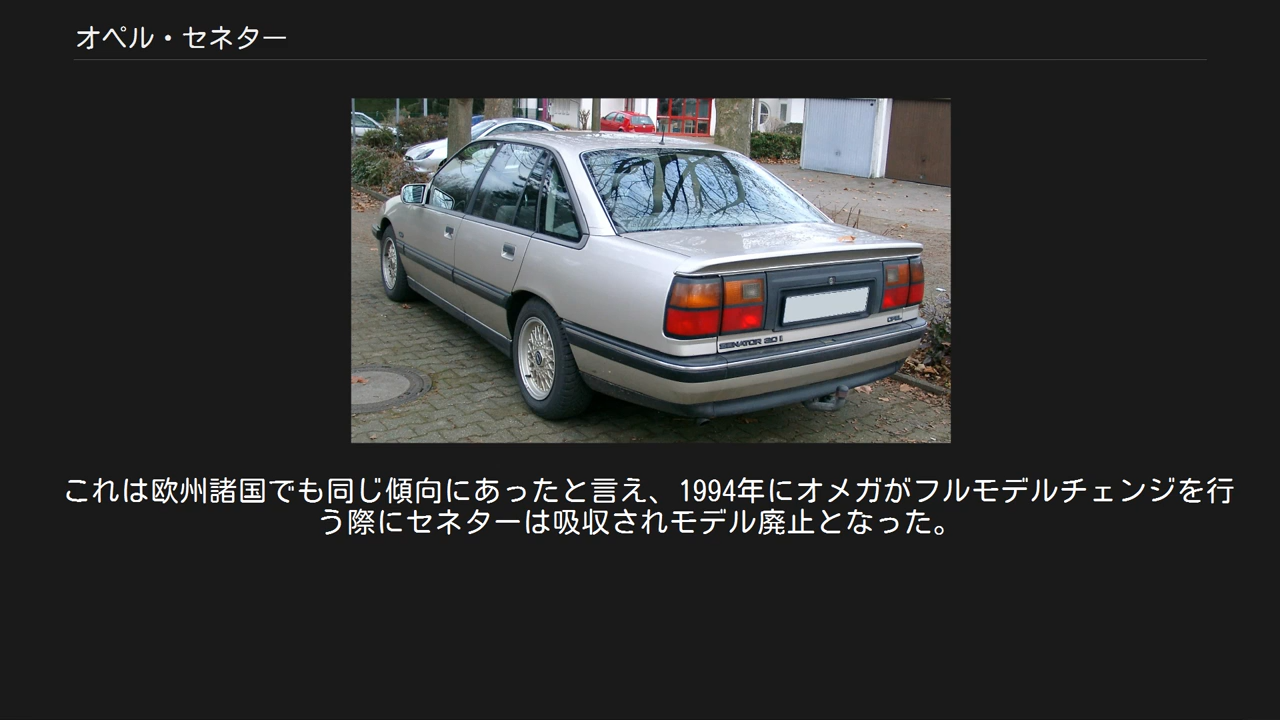 オペル・セネター
SENATOR 3.0 i
OPEL
これは欧州諸国でも同じ傾向にあったと言え、1994年にオメガがフルモデルチェンジを行
う際にセネターは吸収されモデル廃止となった。